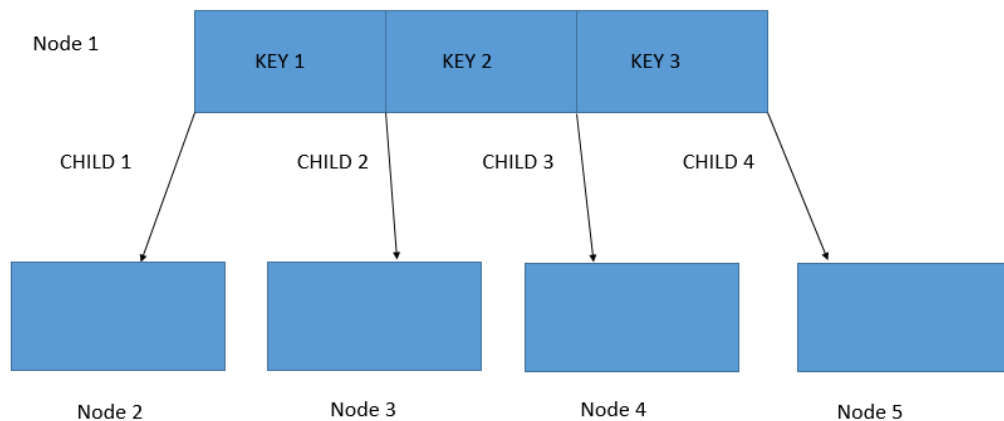 Node 1
KEY 1
KEY 2
KEY 3
CHILD 1
CHILD 2
CHILD 3
CHILD 4
Node 2
Node 3
Node 4
Node 5